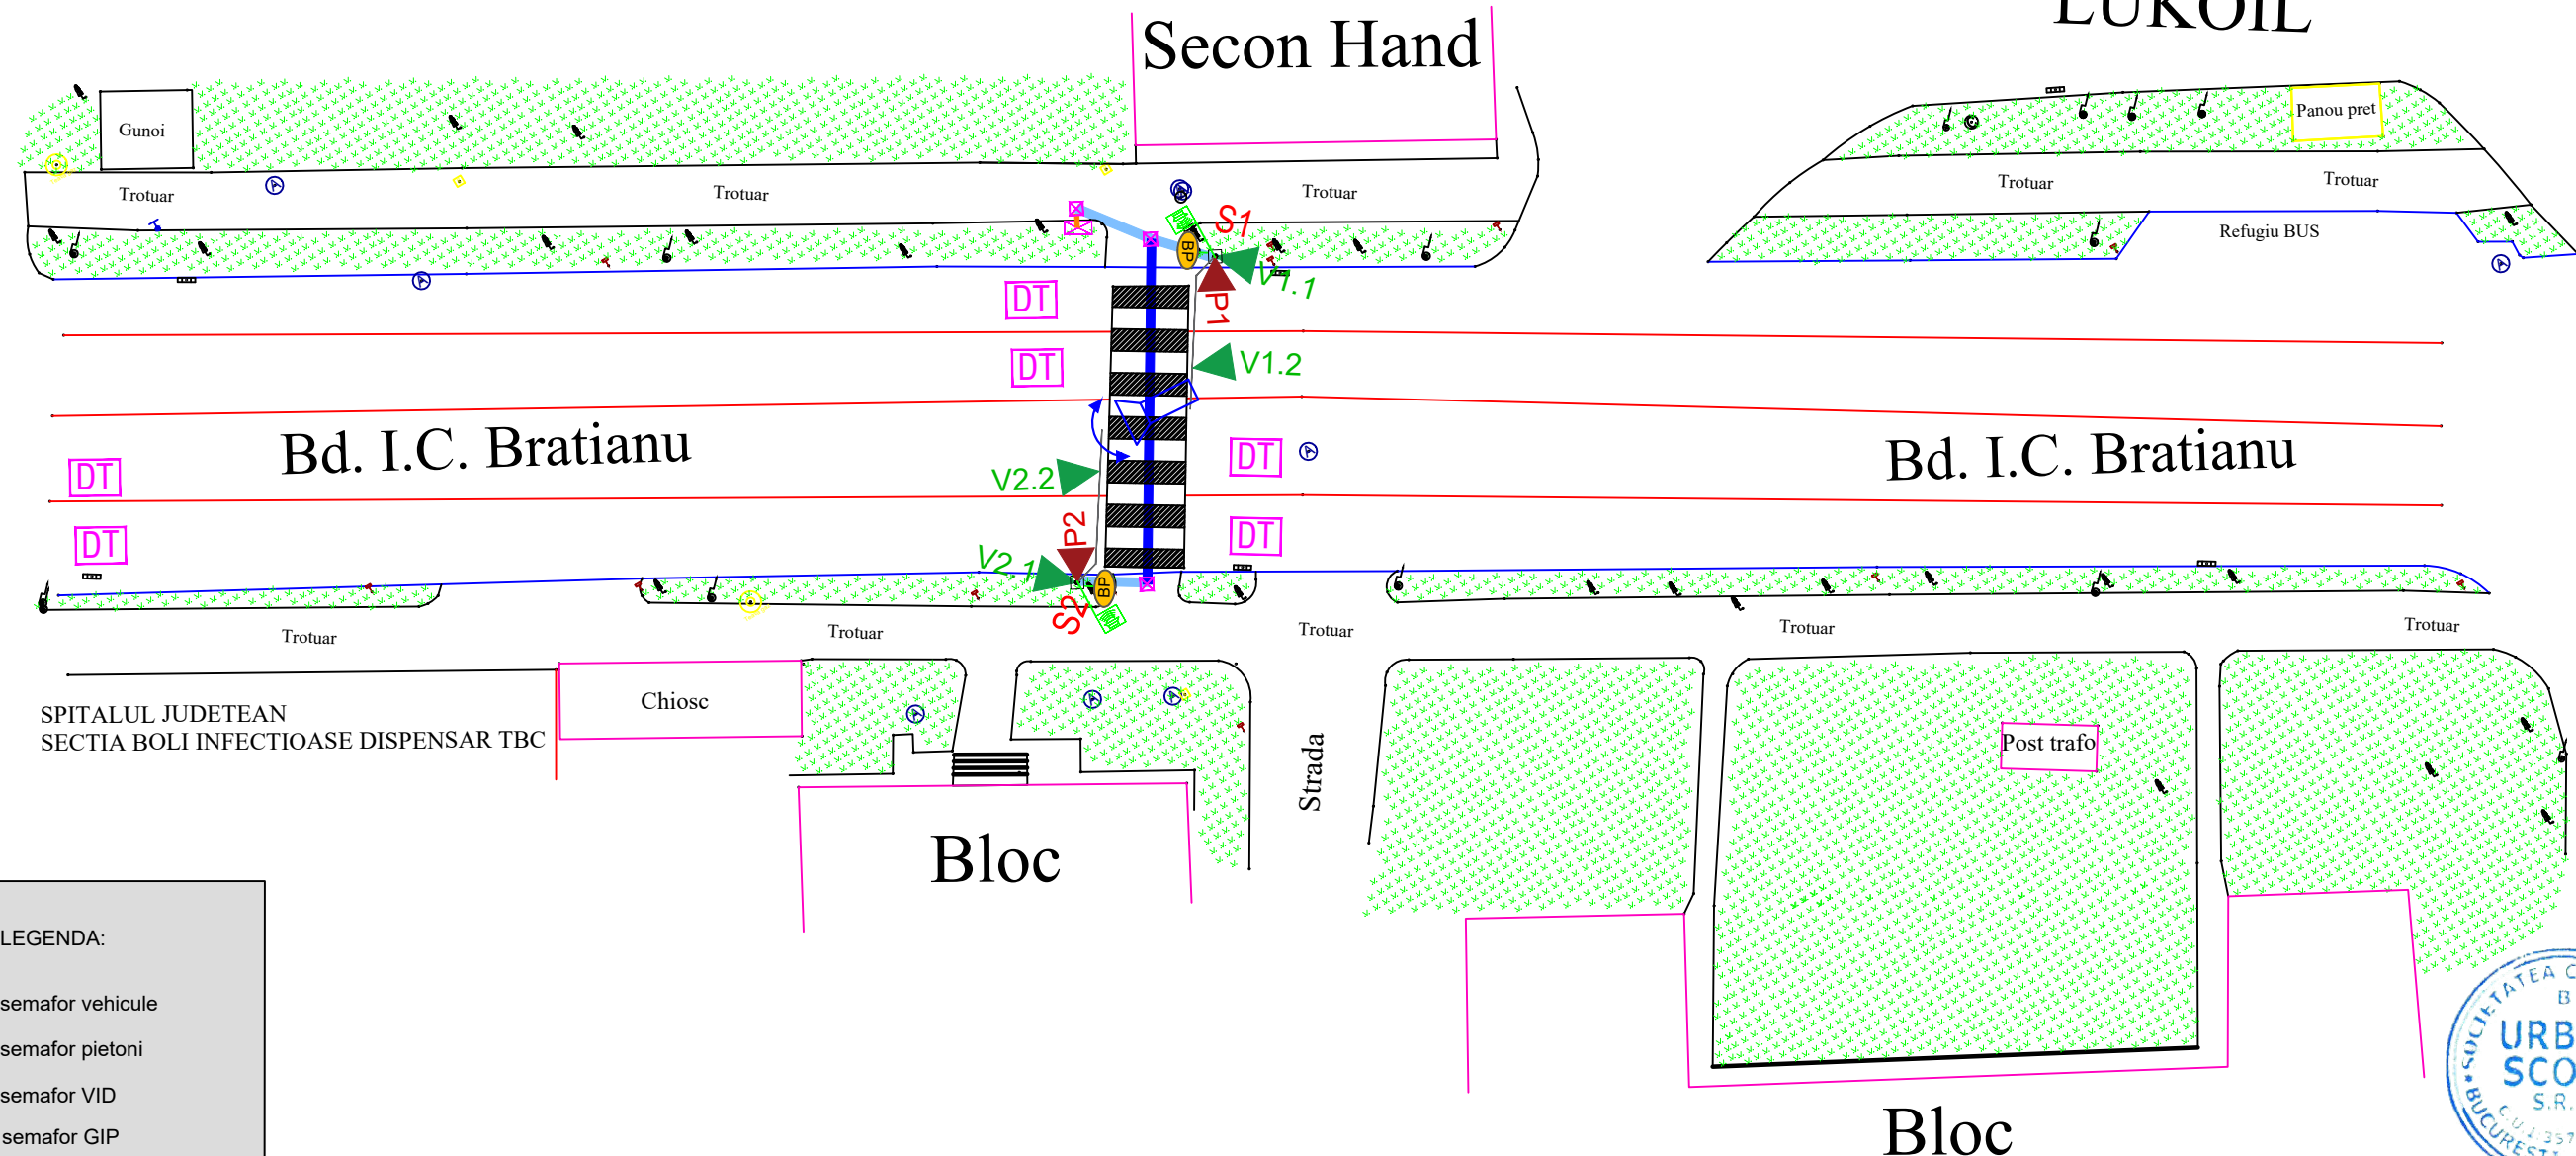 LUKOIL
Secon Hand
Gunoi
Panou pret
Trotuar
Trotuar
Trotuar
Trotuar
Trotuar
Refugiu BUS
S1
BP
V1.1
P1
DT
DT
V1.2
Bd. I.C. Bratianu
Bd. I.C. Bratianu
DT
DT
V2.2
DT
DT
P2
V2.1
BP
S2
Trotuar
Trotuar
Trotuar
Trotuar
Trotuar
Chiosc
SPITALUL JUDETEAN
SECTIA BOLI INFECTIOASE DISPENSAR TBC
Strada
Post trafo
Bloc
Bloc
LEGENDA:
semafor vehicule
semafor pietoni
semafor VID
semafor GIP
SOCIETATEA C
B
URB
SCO
S.R.
C.U.I. 357
BUCUREST